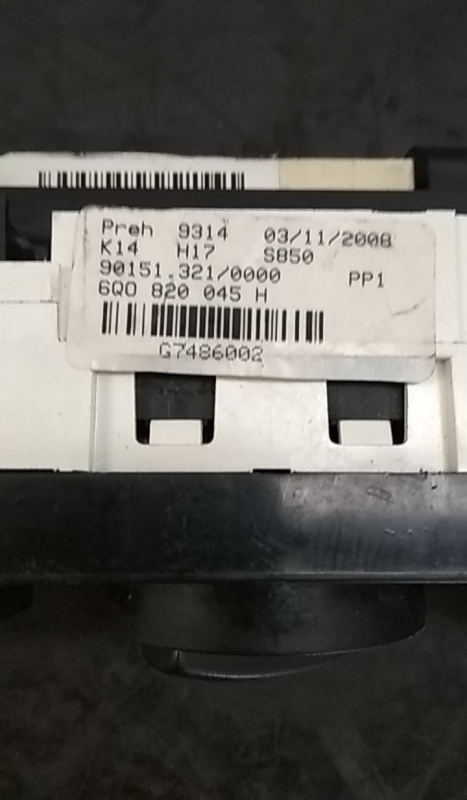 Preh 9314 03/11/2008
K14 H17 S850
90151.321/0000 PP1
6Q0 820 045 H
G7486002